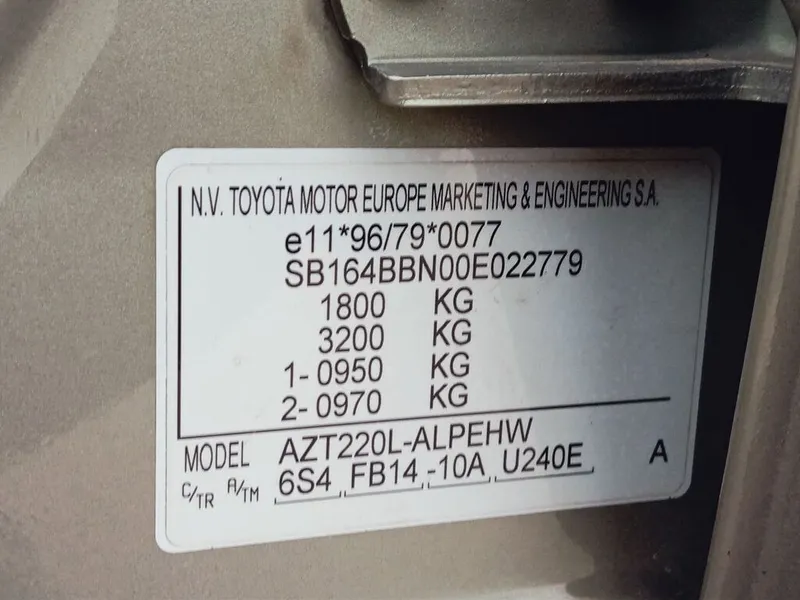 N.V. TOYOTA MOTOR EUROPE MARKETING & ENGINEERING S.A.
e11*96/79*0077
SB164BBN00E022779
1800 KG
3200 KG
1- 0950 KG
2- 0970 KG
MODEL AZT220L-ALPEHW
C/TR A/TM 6S4 FB14 -10A U240E A